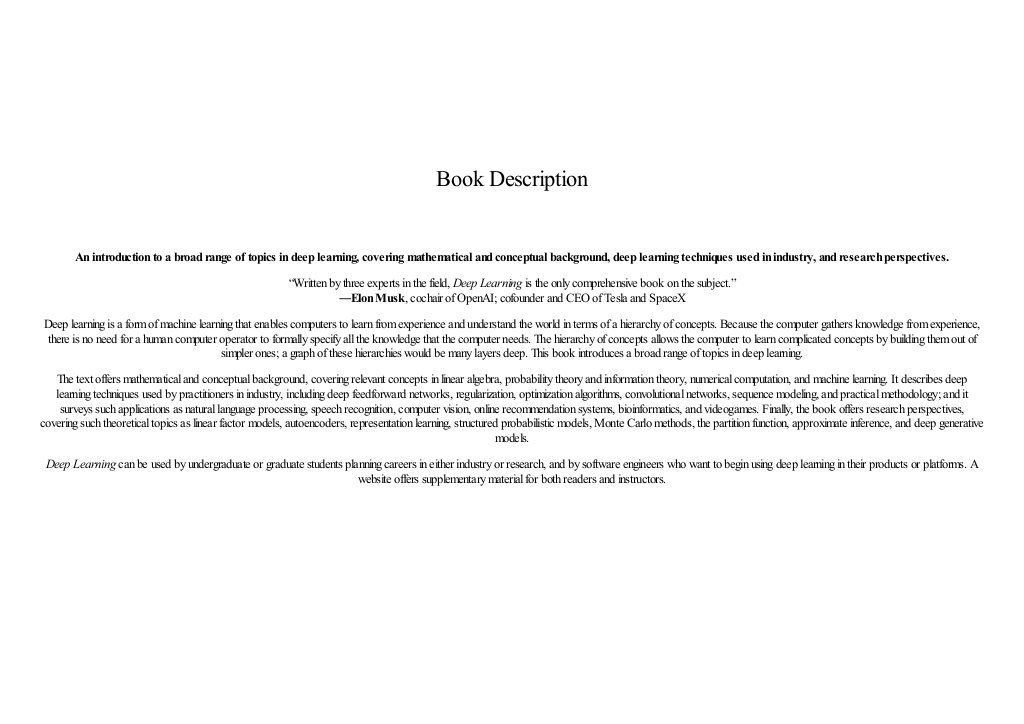 Book Description
An introduction to a broad range of topics in deep learning, covering mathematical and conceptual background, deep learning techniques used in industry, and research perspectives.
“Written by three experts in the field, Deep Learning is the only comprehensive book on the subject.”
—Elon Musk, cochair of OpenAI; cofounder and CEO of Tesla and SpaceX
Deep learning is a form of machine learning that enables computers to learn from experience and understand the world in terms of a hierarchy of concepts. Because the computer gathers knowledge from experience,
there is no need for a human computer operator to formally specify all the knowledge that the computer needs. The hierarchy of concepts allows the computer to learn complicated concepts by building them out of
simpler ones; a graph of these hierarchies would be many layers deep. This book introduces a broad range of topics in deep learning.
The text offers mathematical and conceptual background, covering relevant concepts in linear algebra, probability theory and information theory, numerical computation, and machine learning. It describes deep
learning techniques used by practitioners in industry, including deep feedforward networks, regularization, optimization algorithms, convolutional networks, sequence modeling, and practical methodology; and it
surveys such applications as natural language processing, speech recognition, computer vision, online recommendation systems, bioinformatics, and videogames. Finally, the book offers research perspectives,
covering such theoretical topics as linear factor models, autoencoders, representation learning, structured probabilistic models, Monte Carlo methods, the partition function, approximate inference, and deep generative
models.
Deep Learning can be used by undergraduate or graduate students planning careers in either industry or research, and by software engineers who want to begin using deep learning in their products or platforms. A
website offers supplementary material for both readers and instructors.